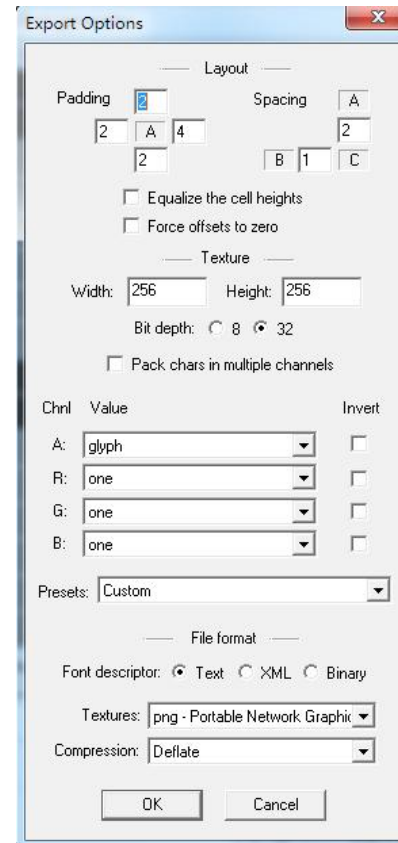 Export Options
Layout
Padding 2 Spacing A
2 A 4 2
2 B 1 C
Equalize the cell heights
Force offsets to zero
Texture
Width: 256 Height: 256
Bit depth: 8 32
Pack chars in multiple channels
Chnl Value Invert
A: glyph
R: one
G: one
B: one
Presets: Custom
File format
Font descriptor: Text XML Binary
Textures: png - Portable Network Graphic
Compression: Deflate
OK Cancel